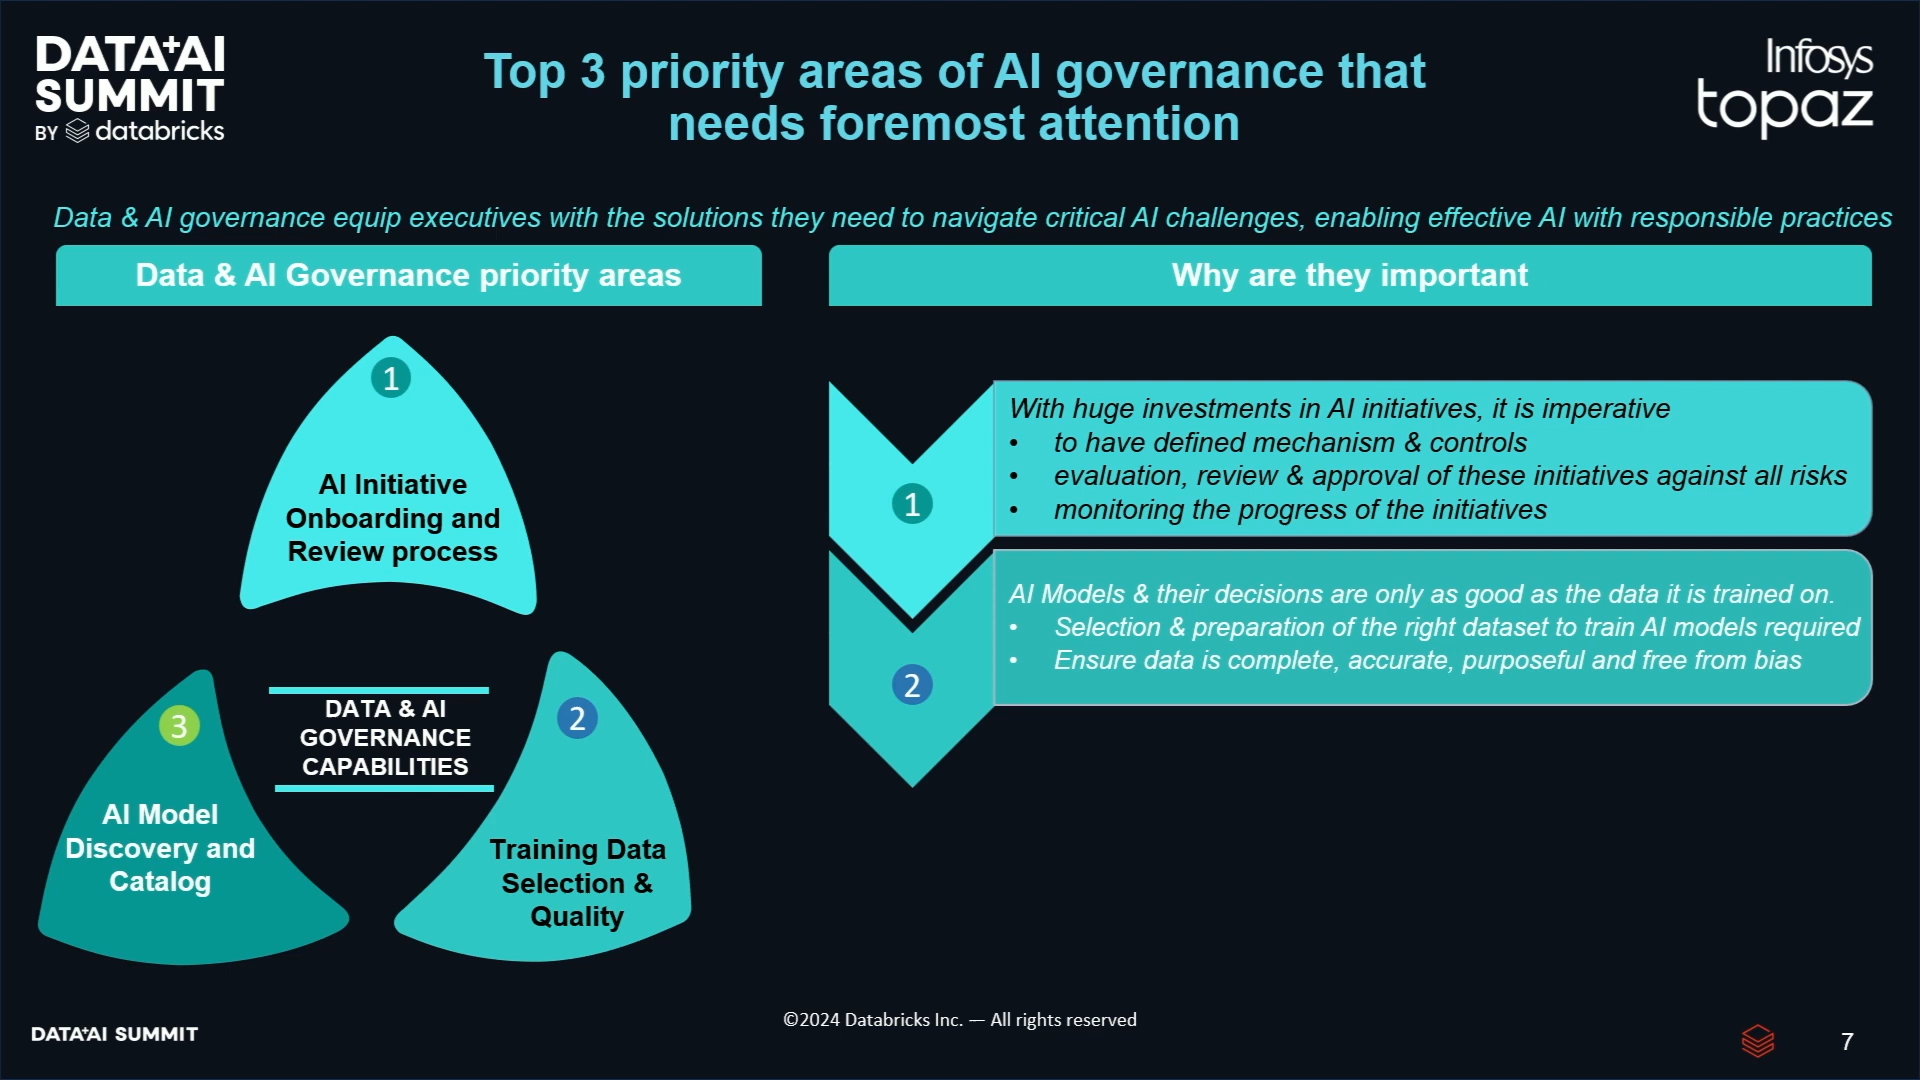 DATA+AI
SUMMIT
BY databricks
Top 3 priority areas of AI governance that
needs foremost attention
Infosys
topaz
Data & AI governance equip executives with the solutions they need to navigate critical AI challenges, enabling effective AI with responsible practices
Data & AI Governance priority areas
1
AI Initiative
Onboarding and
Review process
3
AI Model
Discovery and
Catalog
DATA & AI
GOVERNANCE
CAPABILITIES
2
Training Data
Selection &
Quality
Why are they important
1
With huge investments in AI initiatives, it is imperative
• to have defined mechanism & controls
• evaluation, review & approval of these initiatives against all risks
• monitoring the progress of the initiatives
2
AI Models & their decisions are only as good as the data it is trained on.
• Selection & preparation of the right dataset to train AI models required
• Ensure data is complete, accurate, purposeful and free from bias
DATA+AI SUMMIT
©2024 Databricks Inc. — All rights reserved
7